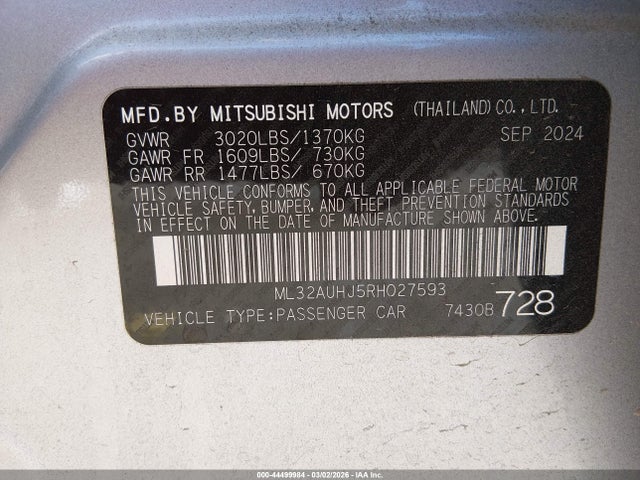 MFD.BY MITSUBISHI MOTORS (THAILAND)CO.,LTD.
GVWR 3020LBS/1370KG SEP 2024
GAWR FR 1609LBS/ 730KG
GAWR RR 1477LBS/ 670KG
THIS VEHICLE CONFORMS TO ALL APPLICABLE FEDERAL MOTOR
VEHICLE SAFETY, BUMPER, AND THEFT PREVENTION STANDARDS
IN EFFECT ON THE DATE OF MANUFACTURE SHOWN ABOVE.
ML32AUHJ5RH027593
VEHICLE TYPE:PASSENGER CAR 7430B 728
000-44499984 | 03/02/2026 | IAAI.COM